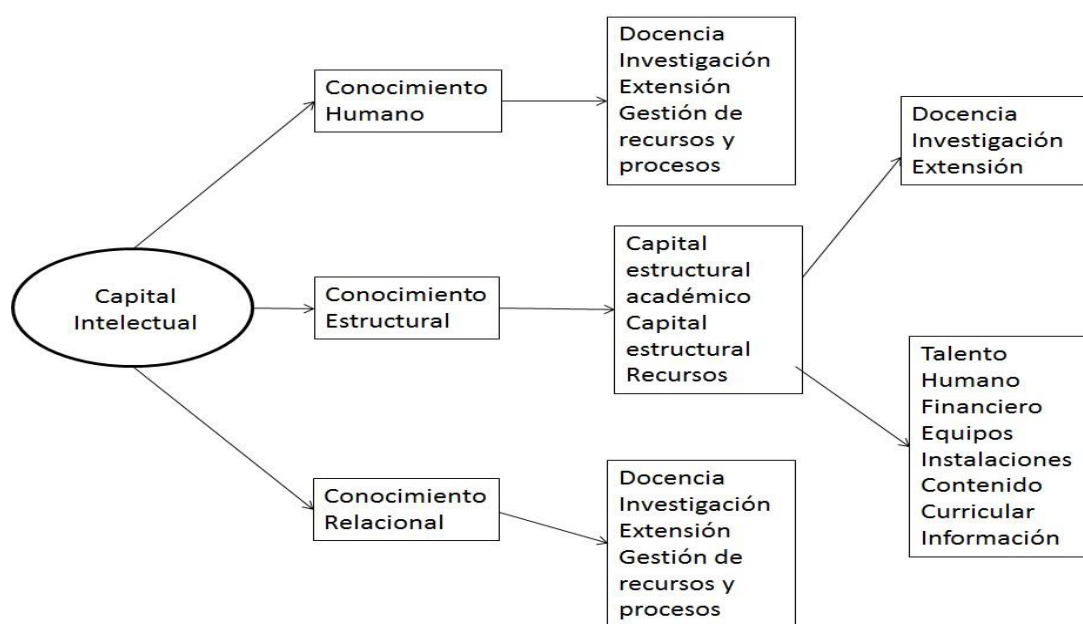 Capital
Intelectual
Conocimiento
Humano
Docencia
Investigación
Extensión
Gestión de
recursos y
procesos
Conocimiento
Estructural
Capital
estructural
académico
Capital
estructural
Recursos
Docencia
Investigación
Extensión
Talento
Humano
Financiero
Equipos
Instalaciones
Contenido
Curricular
Información
Conocimiento
Relacional
Docencia
Investigación
Extensión
Gestión de
recursos y
procesos